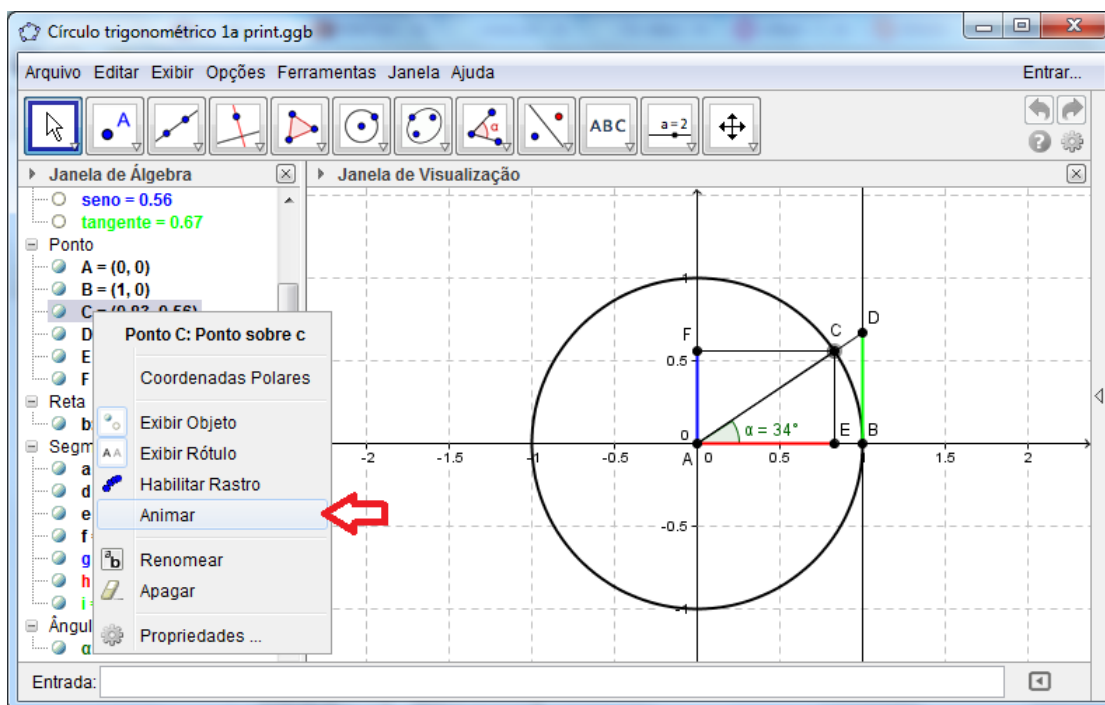 Círculo trigonométrico 1a print.ggb
Arquivo Editar Exibir Opções Ferramentas Janela Ajuda Entrar...
A α ABC a=2
Janela de Álgebra
seno = 0.56
tangente = 0.67
Ponto
A = (0, 0)
B = (1, 0)
C = (0.83, 0.56)
D
E
F
Reta
b:
Segm
a
d
e
f =
g
h
i =
Ângul
α
Ponto C: Ponto sobre c
Coordenadas Polares
Exibir Objeto
AA Exibir Rótulo
Habilitar Rastro
Animar
ab Renomear
Apagar
Propriedades ...
Janela de Visualização
1
D
C
F
0.5
α = 34°
E B
0
-2 -1.5 -1 -0.5 A 0 0.5 1 1.5 2
-0.5
-1
Entrada: